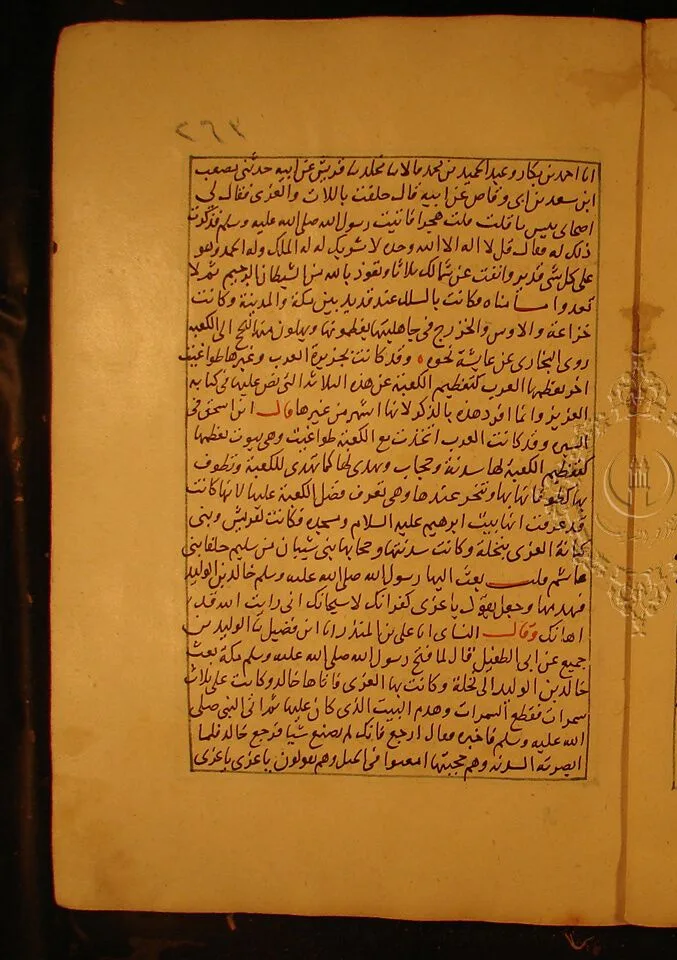 ٢٦٣
انا احمد بن بكار وعبد الحميد بن محمد قالا ثنا مخلد ثنا يونس عن ابيه حدثني مصعب
ابن سعد بن ابي وقاص عن ابيه قال حلفت باللات والعزى فقال لي
اصحابي بيس ما قلت قلت هجرا فاتيت رسول الله صلى الله عليه وسلم فذكرت
ذلك له فقال قل لا اله الا الله وحده لا شريك له له الملك وله الحمد وهو
على كل شي قدير وانفث عن شمالك ثلاثا وتعوذ بالله من الشيطان الرجيم ثم لا
تعد واما مناة فكانت بالمشلل عند قديد بين مكة والمدينة وكانت
خزاعة والاوس والخزرج في جاهليتها يعظمونها ويهلون منها للحج الى الكعبة
روى البخاري عن عايشة نحوه وقد كانت بجزيرة العرب وغيرها طواغيت
اخر تعظمها العرب كتعظيم الكعبة غير هذه الثلاثة التي نص عليها في كتابه
العزيز وانما افرد هذه بالذكر لانها اشهر من غيرها قال ابن اسحق في
السيرة وقد كانت العرب اتخذت مع الكعبة طواغيت وهي بيوت تعظمها
كتعظيم الكعبة لها سدنة وحجاب وتهدي لها كما تهدي للكعبة وتطوف
بها كطوفانها بها وتنحر عندها وهي تعرف فضل الكعبة عليها لانها كانت
قد عرفت انها بيت ابرهيم عليه السلام ومسجده فكانت لقريش وبني
كنانة العزى بنخلة وكانت سدنتها وحجابها بني شيبان من سليم حلفا بني
هاشم قلت بعث اليها رسول الله صلى الله عليه وسلم خالد بن الوليد
فهدمها وجعل يقول يا عزى كفرانك لا سبحانك اني رايت الله قد
اهانك وقال النساي انا علي بن المنذر انا ابن فضيل ثنا الوليد بن
جميع عن ابي الطفيل قال لما فتح رسول الله صلى الله عليه وسلم مكة بعث
خالد بن الوليد الى نخلة وكانت بها العزى فاتاها خالد وكانت على ثلاث
سمرات فقطع السمرات وهدم البيت الذي كان عليها ثم اتى النبي صلى
الله عليه وسلم فاخبره فقال ارجع فانك لم تصنع شيا فرجع خالد فلما
ابصرته السدنة وهم حجبتها امعنوا في الجبل وهم يقولون يا عزى يا عزى